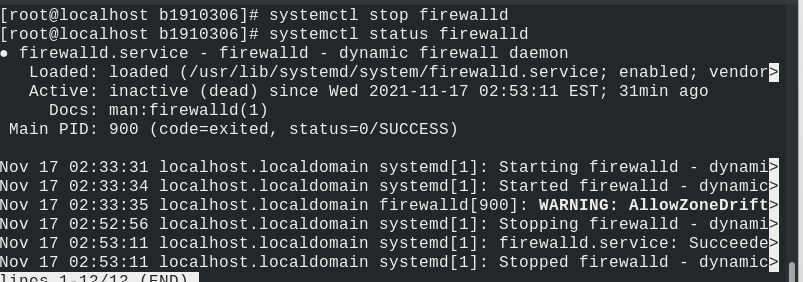 [root@localhost b1910306]# systemctl stop firewalld
[root@localhost b1910306]# systemctl status firewalld
● firewalld.service - firewalld - dynamic firewall daemon
   Loaded: loaded (/usr/lib/systemd/system/firewalld.service; enabled; vendor>
   Active: inactive (dead) since Wed 2021-11-17 02:53:11 EST; 31min ago
     Docs: man:firewalld(1)
 Main PID: 900 (code=exited, status=0/SUCCESS)

Nov 17 02:33:31 localhost.localdomain systemd[1]: Starting firewalld - dynami>
Nov 17 02:33:34 localhost.localdomain systemd[1]: Started firewalld - dynamic>
Nov 17 02:33:35 localhost.localdomain firewalld[900]: WARNING: AllowZoneDrift>
Nov 17 02:52:56 localhost.localdomain systemd[1]: Stopping firewalld - dynami>
Nov 17 02:53:11 localhost.localdomain systemd[1]: firewalld.service: Succeede>
Nov 17 02:53:11 localhost.localdomain systemd[1]: Stopped firewalld - dynamic>
lines 1-12/12 (END)